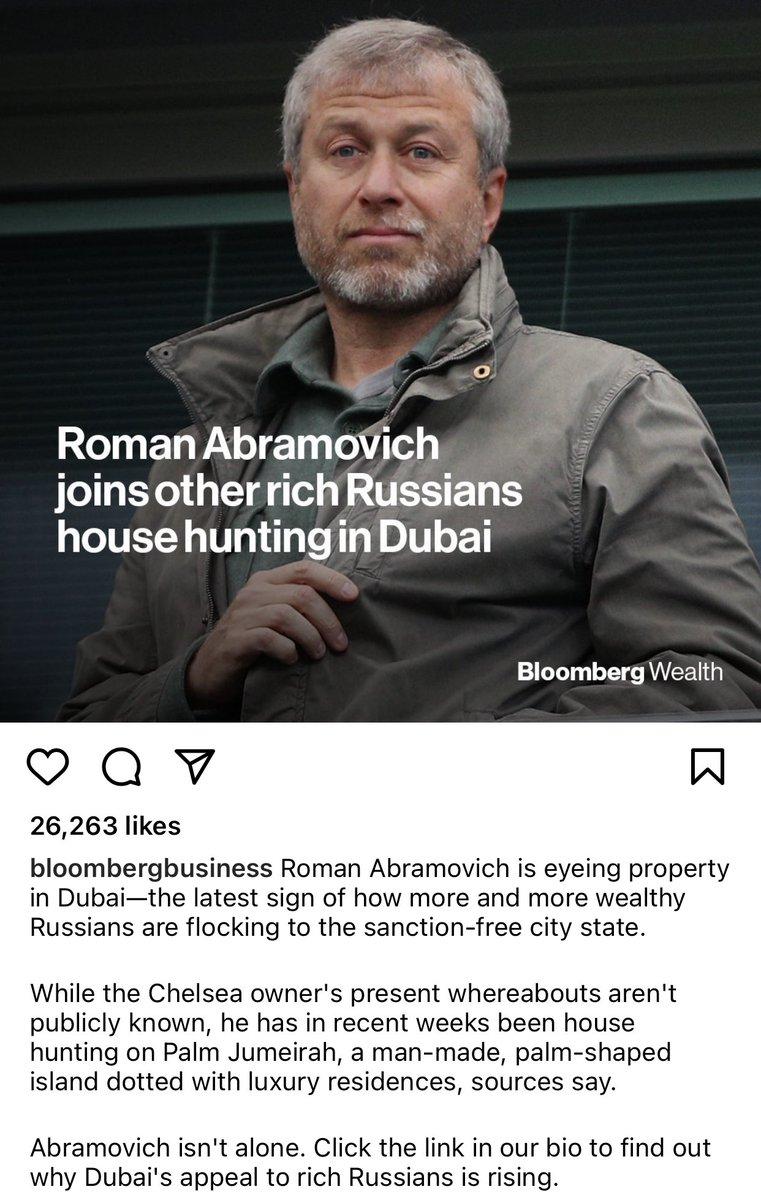 Roman Abramovich
joins other rich Russians
house hunting in Dubai
Bloomberg Wealth
26,263 likes
bloombergbusiness Roman Abramovich is eyeing property
in Dubai—the latest sign of how more and more wealthy
Russians are flocking to the sanction-free city state.
While the Chelsea owner's present whereabouts aren't
publicly known, he has in recent weeks been house
hunting on Palm Jumeirah, a man-made, palm-shaped
island dotted with luxury residences, sources say.
Abramovich isn't alone. Click the link in our bio to find out
why Dubai's appeal to rich Russians is rising.